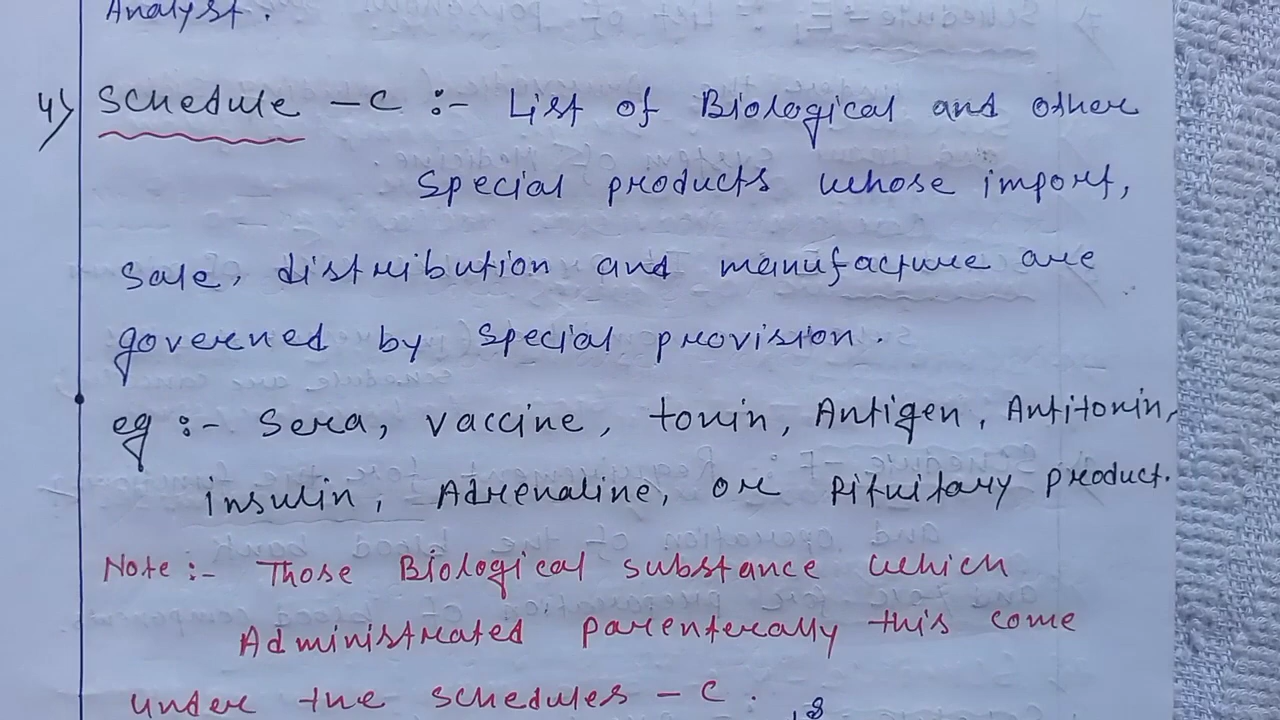 Analyst.
4) Schedule - C :- List of Biological and other
Special products whose import,
Sale, distribution and manufacture are
governed by special provision.
eg :- Sera, vaccine, toxin, Antigen, Antitoxin,
insulin, Adrenaline, or Pituitary product.
Note :- Those Biological substance which
Administrated parenterally this come
under the schedules - C.